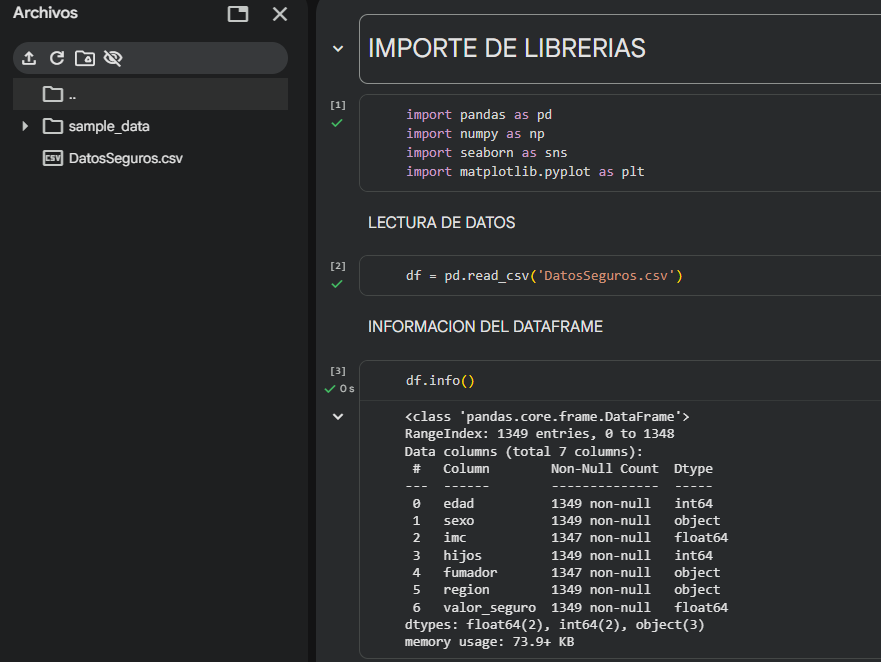 Archivos
..
sample_data
CSV DatosSeguros.csv
IMPORTE DE LIBRERIAS
[1]
import pandas as pd
import numpy as np
import seaborn as sns
import matplotlib.pyplot as plt
LECTURA DE DATOS
[2]
df = pd.read_csv('DatosSeguros.csv')
INFORMACION DEL DATAFRAME
[3]
0 s
df.info()
<class 'pandas.core.frame.DataFrame'>
RangeIndex: 1349 entries, 0 to 1348
Data columns (total 7 columns):
 #   Column        Non-Null Count  Dtype
---  ------        --------------  -----
 0   edad          1349 non-null   int64
 1   sexo          1349 non-null   object
 2   imc           1347 non-null   float64
 3   hijos         1349 non-null   int64
 4   fumador       1347 non-null   object
 5   region        1349 non-null   object
 6   valor_seguro  1349 non-null   float64
dtypes: float64(2), int64(2), object(3)
memory usage: 73.9+ KB